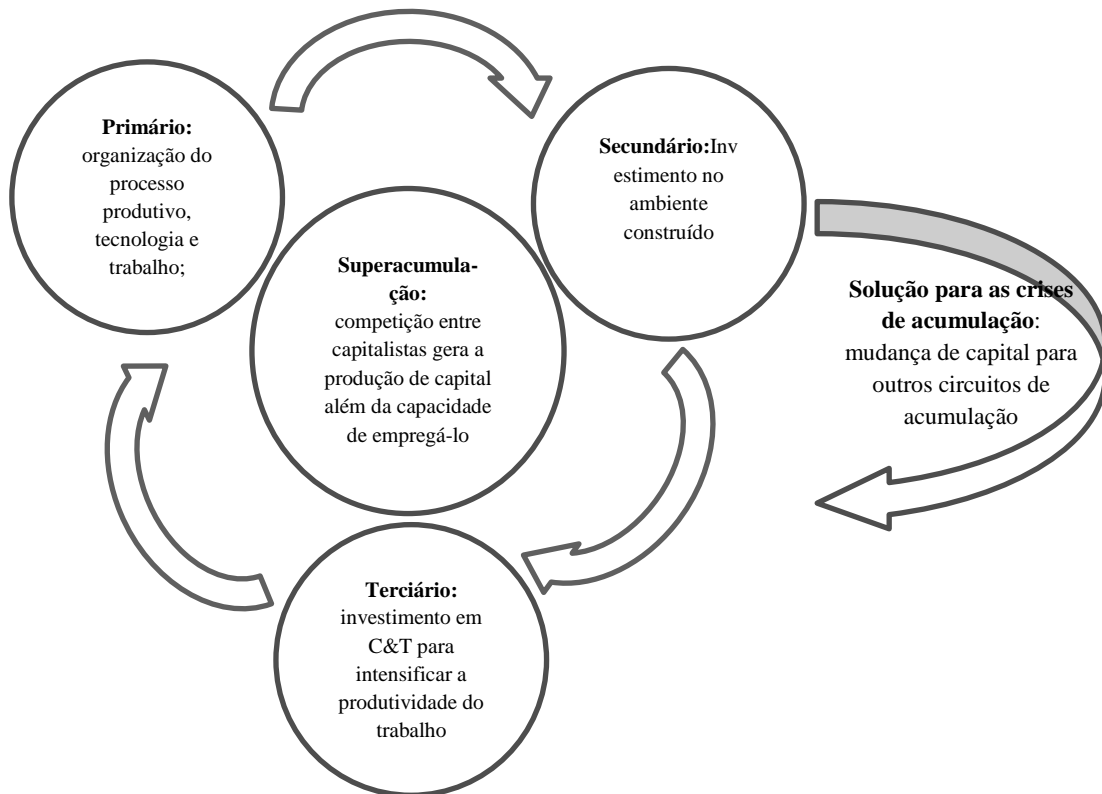 Primário:
organização do
processo
produtivo,
tecnologia e
trabalho;
Secundário:Inv
estimento no
ambiente
construído
Superacumula-
ção:
competição entre
capitalistas gera a
produção de capital
além da capacidade
de empregá-lo
Solução para as crises
de acumulação:
mudança de capital para
outros circuitos de
acumulação
Terciário:
investimento em
C&T para
intensificar a
produtividade do
trabalho